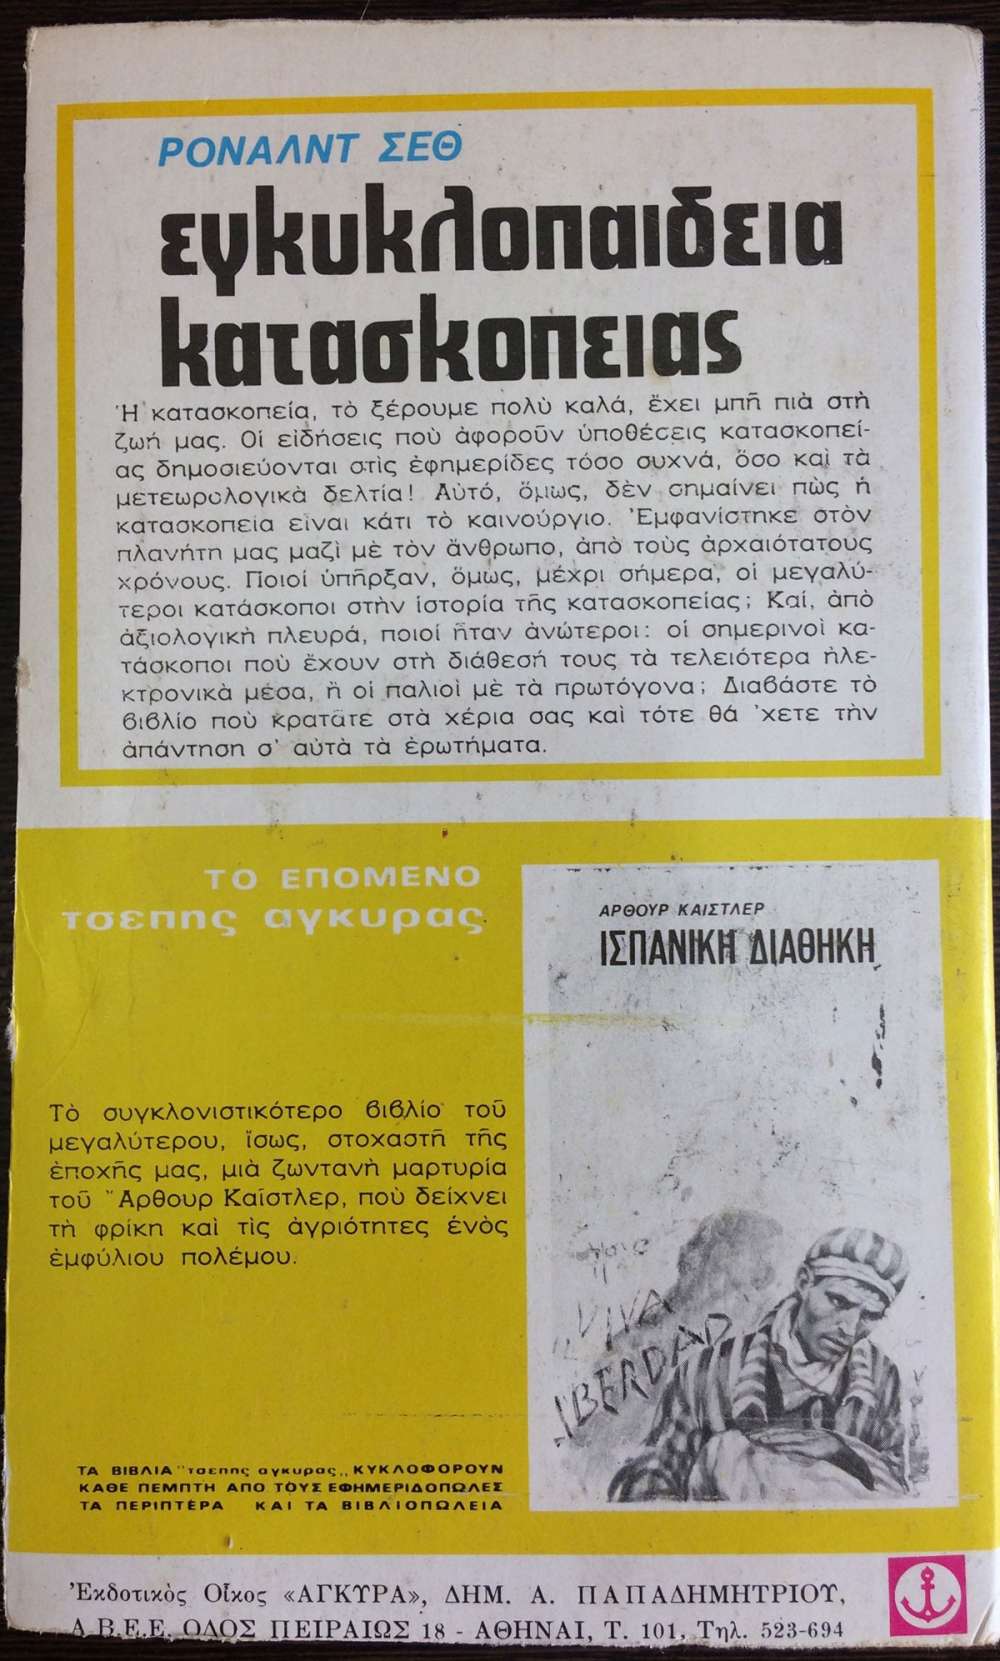 ΡΟΝΑΛΝΤ ΣΕΘ
εγκυκλοπαιδεια
κατασκοπειας
Ἡ κατασκοπεία, τὸ ξέρουμε πολὺ καλά, ἔχει μπῆ πιὰ στὴ
ζωή μας. Οἱ εἰδήσεις ποὺ ἀφοροῦν ὑποθέσεις κατασκοπεί-
ας δημοσιεύονται στὶς ἐφημερίδες τόσο συχνά, ὅσο καὶ τὰ
μετεωρολογικὰ δελτία! Αὐτό, ὅμως, δὲν σημαίνει πὼς ἡ
κατασκοπεία εἶναι κάτι τὸ καινούργιο. Ἐμφανίστηκε στὸν
πλανήτη μας μαζὶ μὲ τὸν ἄνθρωπο, ἀπὸ τοὺς ἀρχαιότατους
χρόνους. Ποιοί ὑπῆρξαν, ὅμως, μέχρι σήμερα, οἱ μεγαλύ-
τεροι κατάσκοποι στὴν ἱστορία τῆς κατασκοπείας; Καί, ἀπὸ
ἀξιολογικὴ πλευρά, ποιοί ἦταν ἀνώτεροι: οἱ σημερινοὶ κα-
τάσκοποι ποὺ ἔχουν στὴ διάθεσή τους τὰ τελειότερα ἠλε-
κτρονικὰ μέσα, ἢ οἱ παλιοὶ μὲ τὰ πρωτόγονα; Διαβάστε τὸ
βιβλίο ποὺ κρατᾶτε στὰ χέρια σας καὶ τότε θά 'χετε τὴν
ἀπάντηση σ' αὐτὰ τὰ ἐρωτήματα.
ΤΟ ΕΠΟΜΕΝΟ
τσεπης αγκυρας
ΑΡΘΟΥΡ ΚΑΙΣΤΛΕΡ
ΙΣΠΑΝΙΚΗ ΔΙΑΘΗΚΗ
Τὸ συγκλονιστικότερο βιβλίο τοῦ
μεγαλύτερου, ἴσως, στοχαστῆ τῆς
ἐποχῆς μας, μιὰ ζωντανὴ μαρτυρία
τοῦ Ἄρθουρ Καῖστλερ, ποὺ δείχνει
τὴ φρίκη καὶ τὶς ἀγριότητες ἑνὸς
ἐμφύλιου πολέμου.
VIVA
LIBERDAD
ΤΑ ΒΙΒΛΙΑ "τσεπης αγκυρας,, ΚΥΚΛΟΦΟΡΟΥΝ
ΚΑΘΕ ΠΕΜΠΤΗ ΑΠΟ ΤΟΥΣ ΕΦΗΜΕΡΙΔΟΠΩΛΕΣ
ΤΑ ΠΕΡΙΠΤΕΡΑ ΚΑΙ ΤΑ ΒΙΒΛΙΟΠΩΛΕΙΑ
Ἐκδοτικὸς Οἶκος «ΑΓΚΥΡΑ», ΔΗΜ. Α. ΠΑΠΑΔΗΜΗΤΡΙΟΥ,
Α.Β.Ε.Ε. ΟΔΟΣ ΠΕΙΡΑΙΩΣ 18 - ΑΘΗΝΑΙ, Τ. 101, Τηλ. 523-694